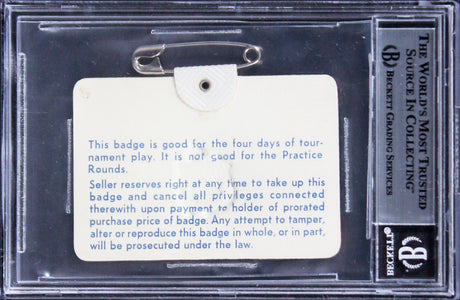 This badge is good for the four days of tour-
nament play. It is not good for the Practice
Rounds.
Seller reserves right at any time to take up this
badge and cancel all privileges connected
therewith upon payment to holder of prorated
purchase price of badge. Any attempt to tamper,
alter or reproduce this badge in whole, or in part,
will be prosecuted under the law.
THE WORLD'S MOST TRUSTED
SOURCE IN COLLECTING™
BECKETT GRADING SERVICES
BECKETT